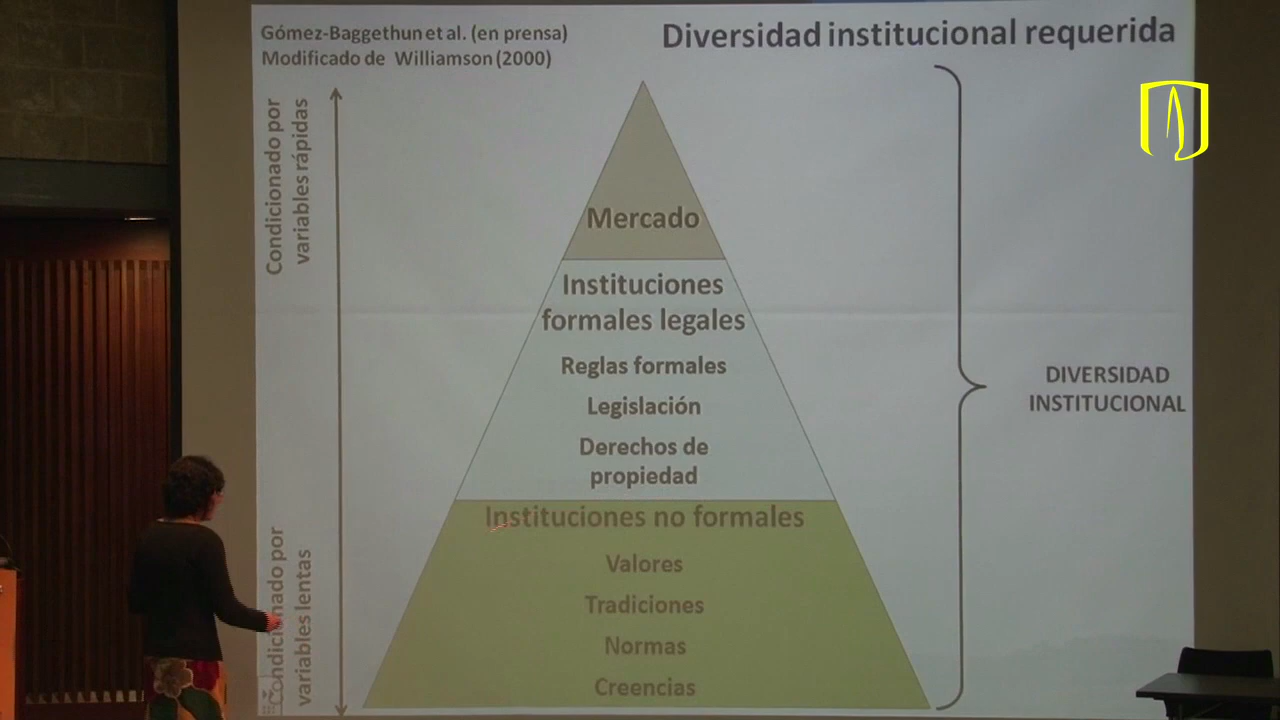 Gómez-Baggethun et al. (en prensa)
Modificado de Williamson (2000)
Diversidad institucional requerida
Condicionado por
variables rápidas
Mercado
Instituciones
formales legales
Reglas formales
Legislación
Derechos de
propiedad
DIVERSIDAD
INSTITUCIONAL
Instituciones no formales
Valores
Tradiciones
Normas
Creencias
Condicionado por
variables lentas